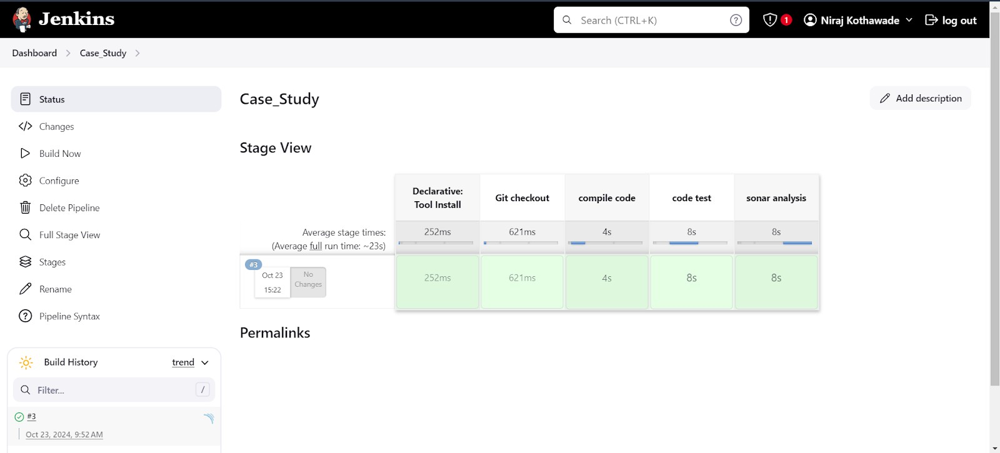 Jenkins
Search (CTRL+K)
?
1
Niraj Kothawade
log out
Dashboard
Case_Study
Status
Changes
Build Now
Configure
Delete Pipeline
Full Stage View
Stages
Rename
Pipeline Syntax
Build History
trend
Filter...
/
#3
Oct 23, 2024, 9:52 AM
Case_Study
Add description
Stage View
Declarative:
Tool Install
Git checkout
compile code
code test
sonar analysis
Average stage times:
(Average full run time: ~23s)
252ms
621ms
4s
8s
8s
#3
Oct 23
15:22
No
Changes
252ms
621ms
4s
8s
8s
Permalinks